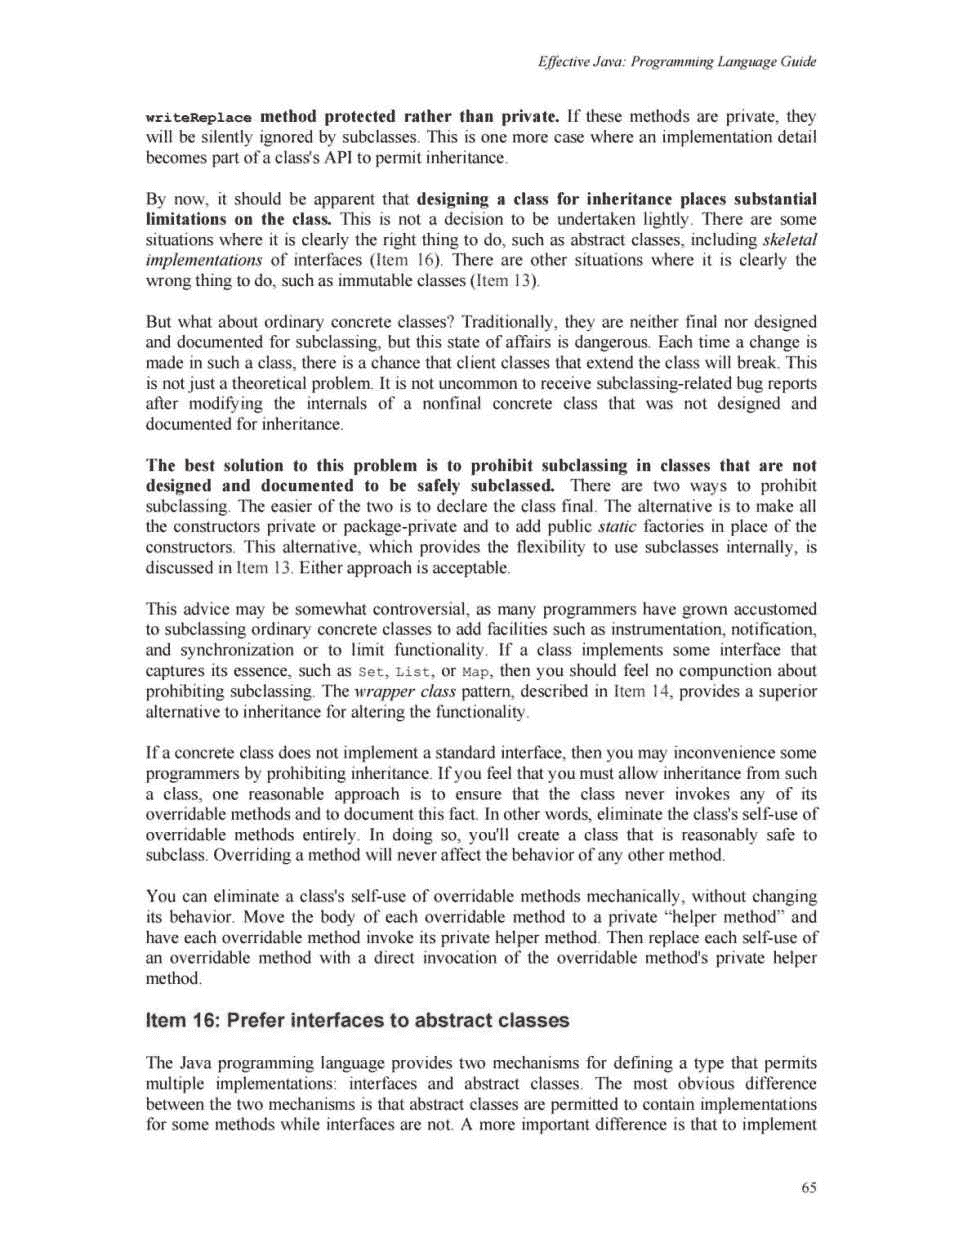 Effective Java: Programming Language Guide
writeReplace method protected rather than private. If these methods are private, they
will be silently ignored by subclasses. This is one more case where an implementation detail
becomes part of a class's API to permit inheritance.
By now, it should be apparent that designing a class for inheritance places substantial
limitations on the class. This is not a decision to be undertaken lightly. There are some
situations where it is clearly the right thing to do, such as abstract classes, including skeletal
implementations of interfaces (Item 16). There are other situations where it is clearly the
wrong thing to do, such as immutable classes (Item 13).
But what about ordinary concrete classes? Traditionally, they are neither final nor designed
and documented for subclassing, but this state of affairs is dangerous. Each time a change is
made in such a class, there is a chance that client classes that extend the class will break. This
is not just a theoretical problem. It is not uncommon to receive subclassing-related bug reports
after modifying the internals of a nonfinal concrete class that was not designed and
documented for inheritance.
The best solution to this problem is to prohibit subclassing in classes that are not
designed and documented to be safely subclassed. There are two ways to prohibit
subclassing. The easier of the two is to declare the class final. The alternative is to make all
the constructors private or package-private and to add public static factories in place of the
constructors. This alternative, which provides the flexibility to use subclasses internally, is
discussed in Item 13. Either approach is acceptable.
This advice may be somewhat controversial, as many programmers have grown accustomed
to subclassing ordinary concrete classes to add facilities such as instrumentation, notification,
and synchronization or to limit functionality. If a class implements some interface that
captures its essence, such as Set, List, or Map, then you should feel no compunction about
prohibiting subclassing. The wrapper class pattern, described in Item 14, provides a superior
alternative to inheritance for altering the functionality.
If a concrete class does not implement a standard interface, then you may inconvenience some
programmers by prohibiting inheritance. If you feel that you must allow inheritance from such
a class, one reasonable approach is to ensure that the class never invokes any of its
overridable methods and to document this fact. In other words, eliminate the class's self-use of
overridable methods entirely. In doing so, you'll create a class that is reasonably safe to
subclass. Overriding a method will never affect the behavior of any other method.
You can eliminate a class's self-use of overridable methods mechanically, without changing
its behavior. Move the body of each overridable method to a private “helper method” and
have each overridable method invoke its private helper method. Then replace each self-use of
an overridable method with a direct invocation of the overridable method's private helper
method.
Item 16: Prefer interfaces to abstract classes
The Java programming language provides two mechanisms for defining a type that permits
multiple implementations: interfaces and abstract classes. The most obvious difference
between the two mechanisms is that abstract classes are permitted to contain implementations
for some methods while interfaces are not. A more important difference is that to implement
65